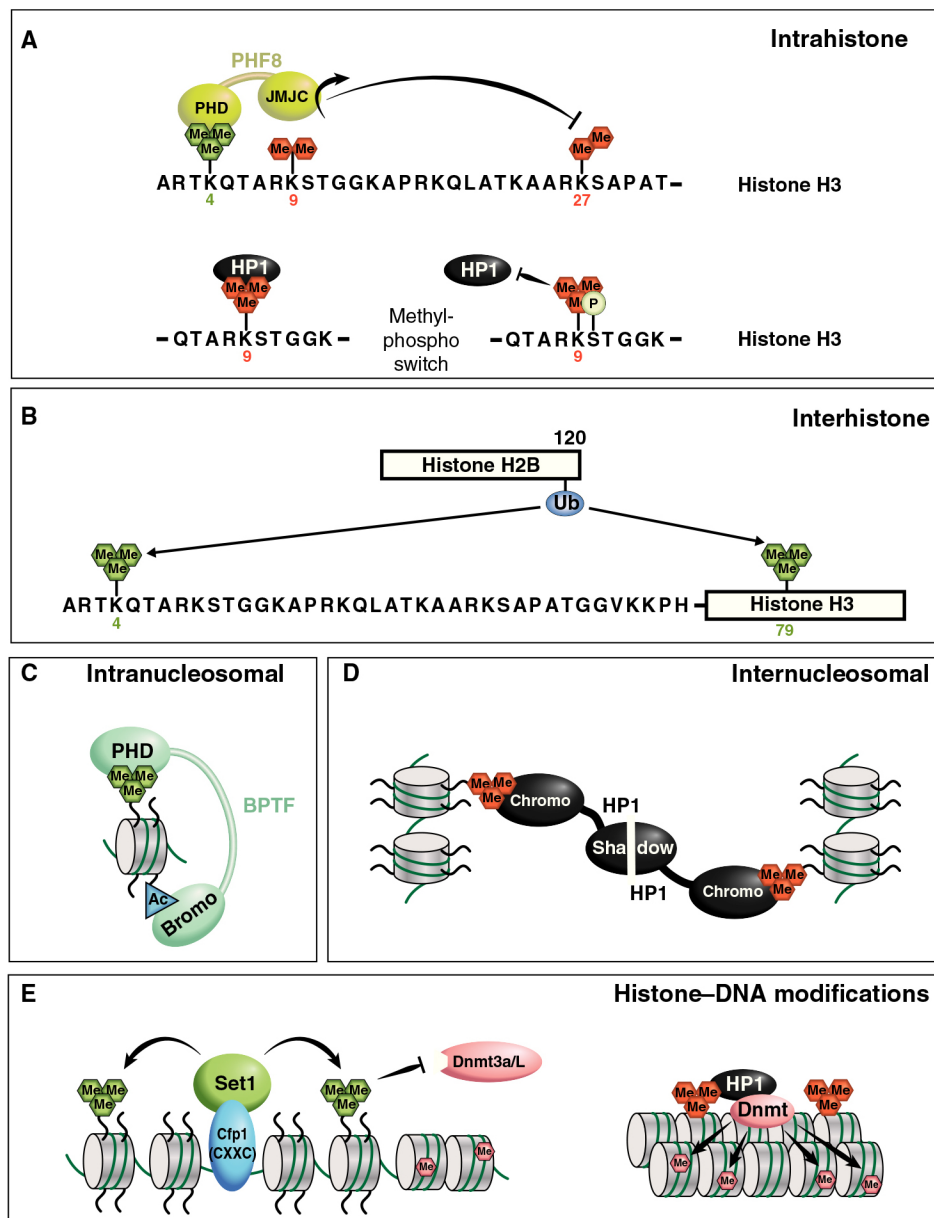 A
Intrahistone
PHF8
PHD
JMJC
Me Me
Me
Me Me
Me
Me
ARTKQTARKSTGGKAPRKQLATKAARKSAPAT–
Histone H3
4
9
27
HP1
Me Me
Me
–QTARKSTGGK–
9
Methyl-
phospho
switch
HP1
Me Me
M P
–QTARKSTGGK–
9
Histone H3
B
Interhistone
120
Histone H2B
Ub
Me Me
Me
Me Me
Me
ARTKQTARKSTGGKAPRKQLATKAARKSAPATGGVKKPH–
Histone H3
4
79
C
Intranucleosomal
PHD
Me Me
Me
BPTF
Ac
Bromo
D
Internucleosomal
Me Me
Me
Chromo
HP1
Shadow
HP1
Chromo
Me Me
Me
E
Histone–DNA modifications
Me Me
Me
Set1
Cfp1
(CXXC)
Me Me
Me
Dnmt3a/L
Me
Me
Me Me
Me
HP1
Dnmt
Me Me
Me
Me
Me
Me
Me